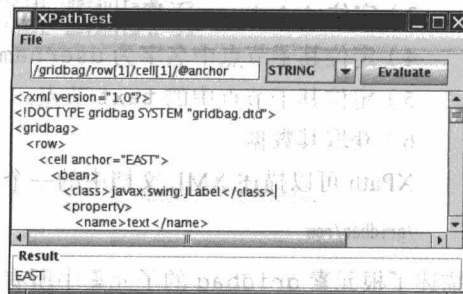 XPathTest
File
/gridbag/row[1]/cell[1]/@anchor STRING Evaluate
<?xml version="1.0"?>
<!DOCTYPE gridbag SYSTEM "gridbag.dtd">
<gridbag>
<row>
<cell anchor="EAST">
<bean>
<class>javax.swing.JLabel</class>
<property>
<name>text</name>
Result
EAST